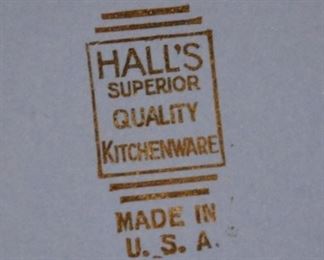 HALL'S
SUPERIOR
QUALITY
KITCHENWARE
MADE IN
U. S. A.